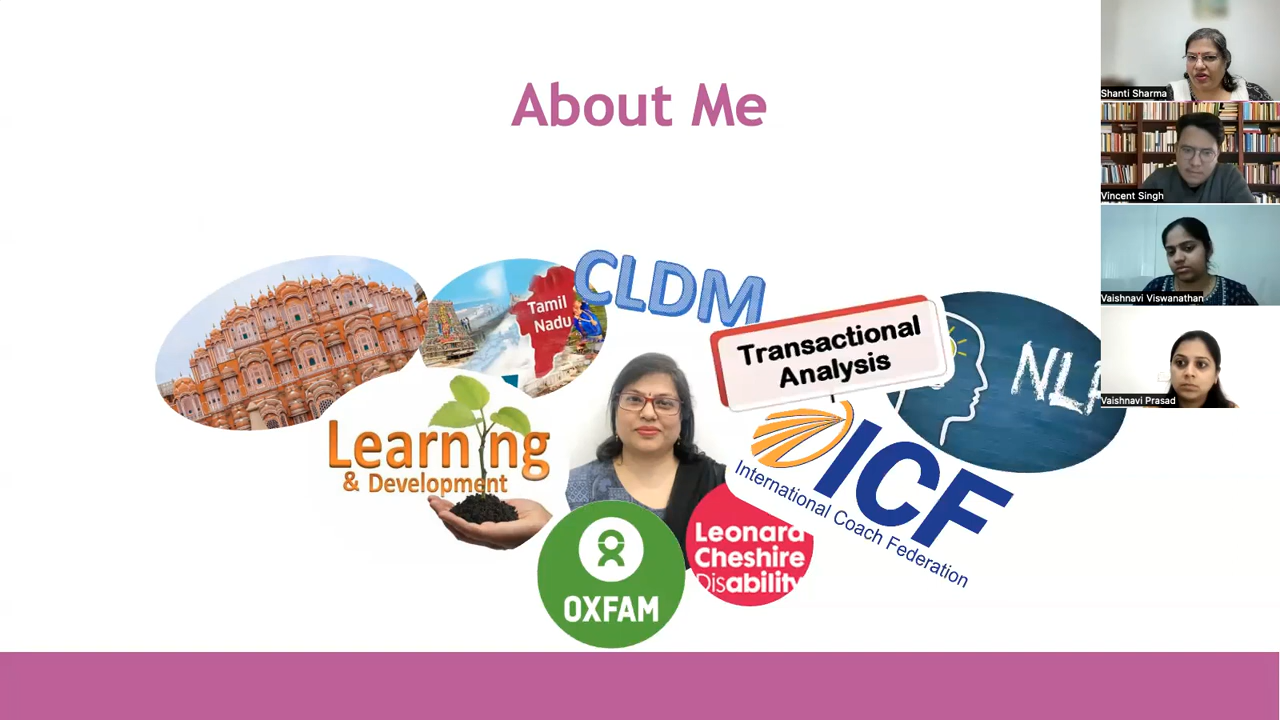 About Me
CLDM
Tamil
Nadu
Transactional
Analysis
Learning
& Development
ICF
International Coach Federation
OXFAM
Leonard
Cheshire
Disability
Shanti Sharma
Vincent Singh
Vaishnavi Viswanathan
Vaishnavi Prasad